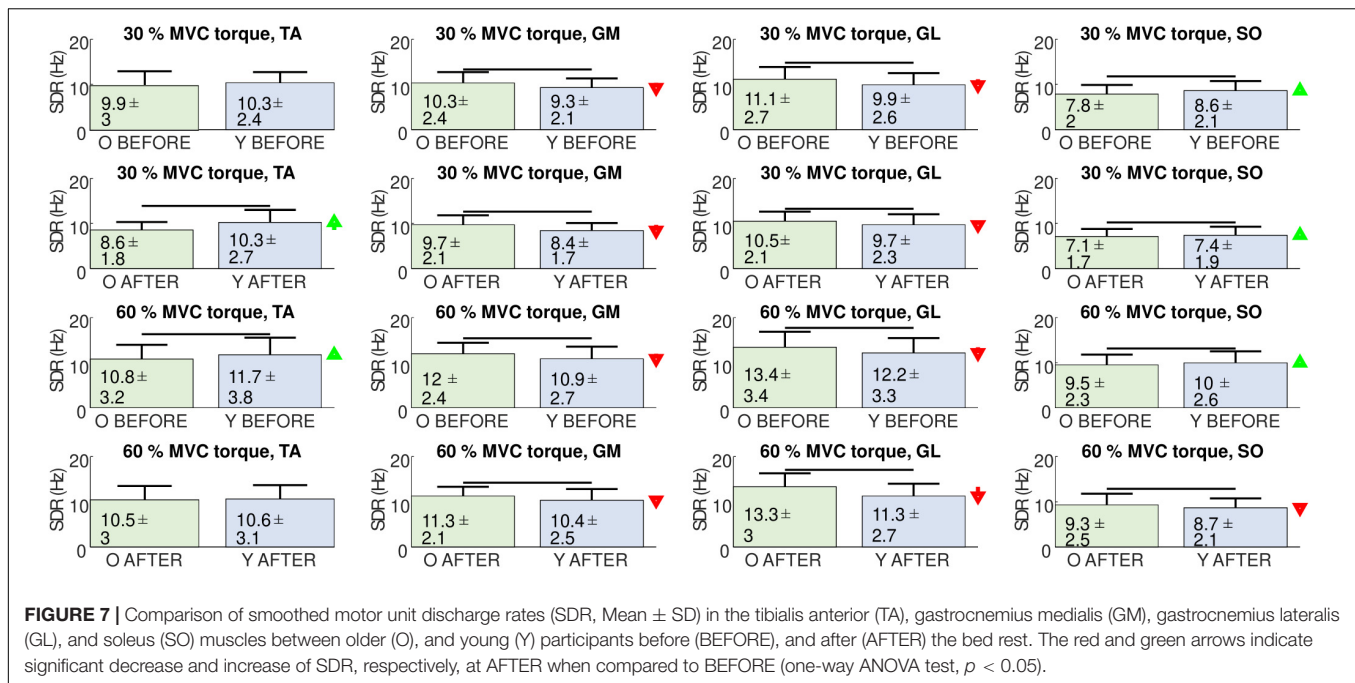 30 % MVC torque, TA
20
10
0
SDR (Hz)
9.9 ±
3
10.3 ±
2.4
O BEFORE Y BEFORE
30 % MVC torque, GM
20
10
0
SDR (Hz)
10.3 ±
2.4
9.3 ±
2.1
O BEFORE Y BEFORE
30 % MVC torque, GL
20
10
0
SDR (Hz)
11.1 ±
2.7
9.9 ±
2.6
O BEFORE Y BEFORE
30 % MVC torque, SO
20
10
0
SDR (Hz)
7.8 ±
2
8.6 ±
2.1
O BEFORE Y BEFORE
30 % MVC torque, TA
20
10
0
SDR (Hz)
8.6 ±
1.8
10.3 ±
2.7
O AFTER Y AFTER
30 % MVC torque, GM
20
10
0
SDR (Hz)
9.7 ±
2.1
8.4 ±
1.7
O AFTER Y AFTER
30 % MVC torque, GL
20
10
0
SDR (Hz)
10.5 ±
2.1
9.7 ±
2.3
O AFTER Y AFTER
30 % MVC torque, SO
20
10
0
SDR (Hz)
7.1 ±
1.7
7.4 ±
1.9
O AFTER Y AFTER
60 % MVC torque, TA
20
10
0
SDR (Hz)
10.8 ±
3.2
11.7 ±
3.8
O BEFORE Y BEFORE
60 % MVC torque, GM
20
10
0
SDR (Hz)
12 ±
2.4
10.9 ±
2.7
O BEFORE Y BEFORE
60 % MVC torque, GL
20
10
0
SDR (Hz)
13.4 ±
3.4
12.2 ±
3.3
O BEFORE Y BEFORE
60 % MVC torque, SO
20
10
0
SDR (Hz)
9.5 ±
2.3
10 ±
2.6
O BEFORE Y BEFORE
60 % MVC torque, TA
20
10
0
SDR (Hz)
10.5 ±
3
10.6 ±
3.1
O AFTER Y AFTER
60 % MVC torque, GM
20
10
0
SDR (Hz)
11.3 ±
2.1
10.4 ±
2.5
O AFTER Y AFTER
60 % MVC torque, GL
20
10
0
SDR (Hz)
13.3 ±
3
11.3 ±
2.7
O AFTER Y AFTER
60 % MVC torque, SO
20
10
0
SDR (Hz)
9.3 ±
2.5
8.7 ±
2.1
O AFTER Y AFTER
FIGURE 7 | Comparison of smoothed motor unit discharge rates (SDR, Mean ± SD) in the tibialis anterior (TA), gastrocnemius medialis (GM), gastrocnemius lateralis
(GL), and soleus (SO) muscles between older (O), and young (Y) participants before (BEFORE), and after (AFTER) the bed rest. The red and green arrows indicate
significant decrease and increase of SDR, respectively, at AFTER when compared to BEFORE (one-way ANOVA test, p < 0.05).